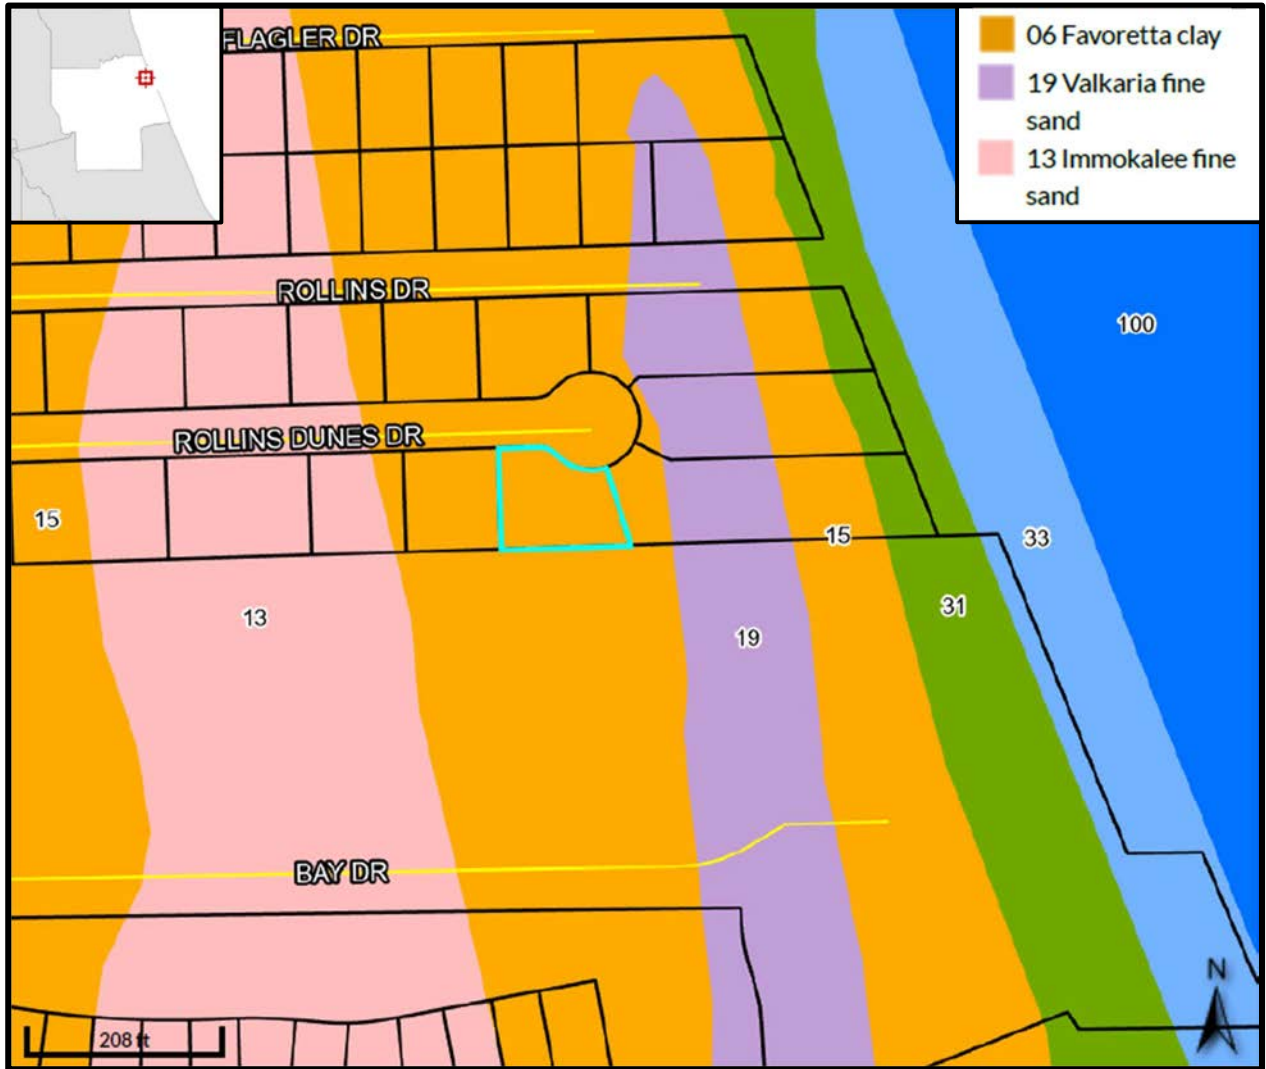 FLAGLER DR
06 Favoretta clay
19 Valkaria fine
sand
13 Immokalee fine
sand
ROLLINS DR
100
ROLLINS DUNES DR
15
15
33
31
13
19
BAY DR
N
208 ft